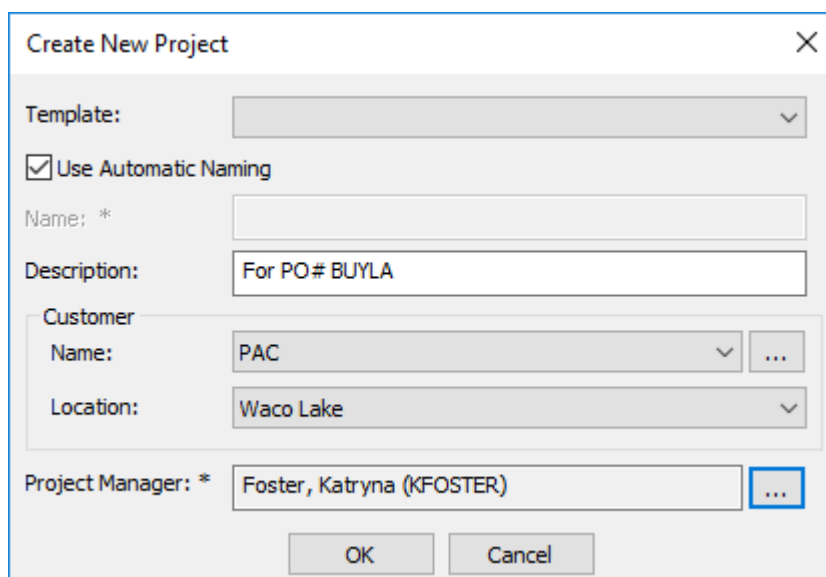 Create New Project
Template:
Use Automatic Naming
Name: *
Description: For PO# BUYLA
Customer
Name: PAC ...
Location: Waco Lake
Project Manager: * Foster, Katryna (KFOSTER) ...
OK Cancel